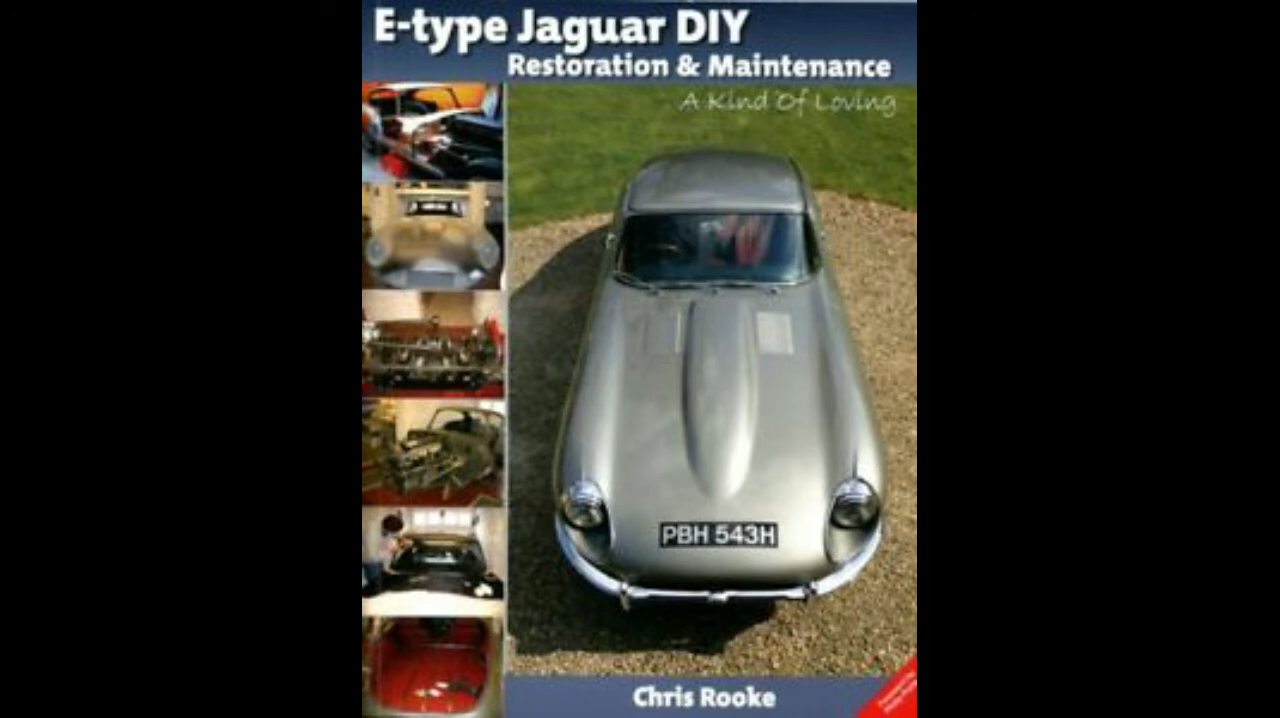 E-type Jaguar DIY
Restoration & Maintenance
A Kind Of Loving
PBH 543H
Chris Rooke